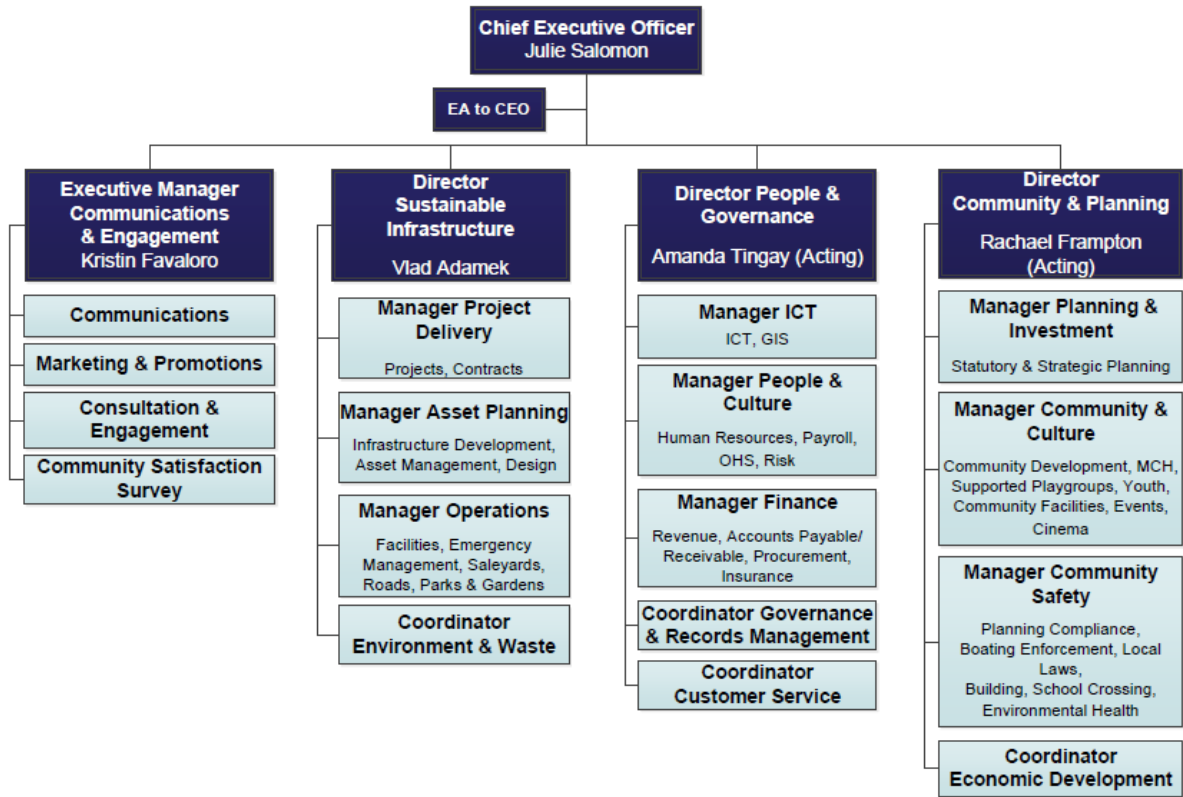 Chief Executive Officer
Julie Salomon
EA to CEO
Executive Manager
Communications
& Engagement
Kristin Favaloro
Communications
Marketing & Promotions
Consultation &
Engagement
Community Satisfaction
Survey
Director
Sustainable
Infrastructure
Vlad Adamek
Manager Project
Delivery
Projects, Contracts
Manager Asset Planning
Infrastructure Development,
Asset Management, Design
Manager Operations
Facilities, Emergency
Management, Saleyards,
Roads, Parks & Gardens
Coordinator
Environment & Waste
Director People &
Governance
Amanda Tingay (Acting)
Manager ICT
ICT, GIS
Manager People &
Culture
Human Resources, Payroll,
OHS, Risk
Manager Finance
Revenue, Accounts Payable/
Receivable, Procurement,
Insurance
Coordinator Governance
& Records Management
Coordinator
Customer Service
Director
Community & Planning
Rachael Frampton
(Acting)
Manager Planning &
Investment
Statutory & Strategic Planning
Manager Community &
Culture
Community Development, MCH,
Supported Playgroups, Youth,
Community Facilities, Events,
Cinema
Manager Community
Safety
Planning Compliance,
Boating Enforcement, Local
Laws,
Building, School Crossing,
Environmental Health
Coordinator
Economic Development